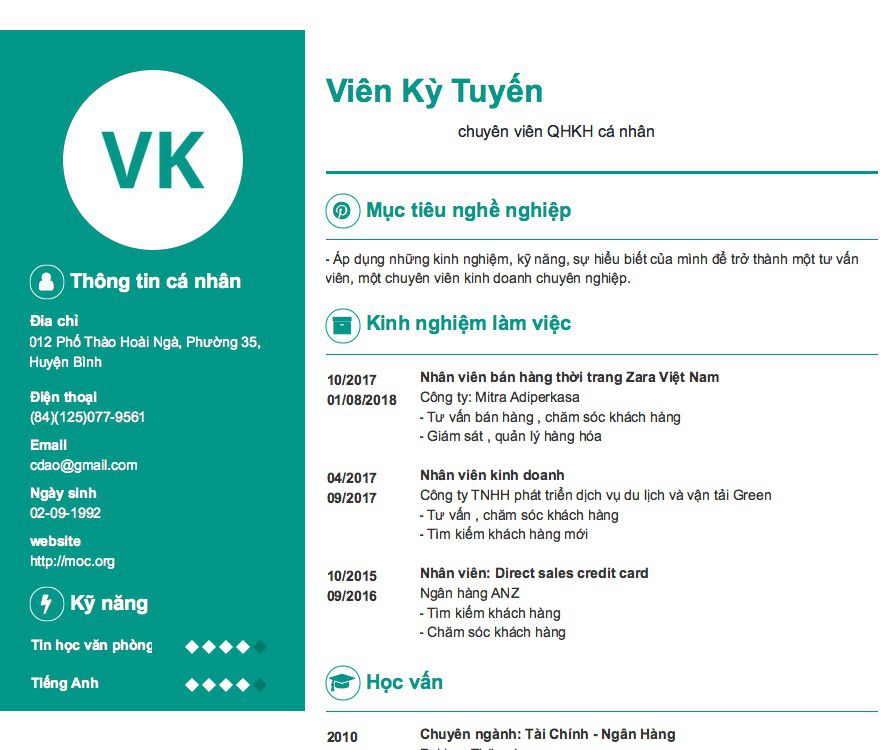 VK
Thông tin cá nhân
Địa chỉ
012 Phố Thào Hoài Ngà, Phường 35,
Huyện Bình
Điện thoại
(84)(125)077-9561
Email
cdao@gmail.com
Ngày sinh
02-09-1992
website
http://moc.org
Kỹ năng
Tin học văn phòng
Tiếng Anh
Viên Kỳ Tuyến
chuyên viên QHKH cá nhân
Mục tiêu nghề nghiệp
- Áp dụng những kinh nghiệm, kỹ năng, sự hiểu biết của mình để trở thành một tư vấn
viên, một chuyên viên kinh doanh chuyên nghiệp.
Kinh nghiệm làm việc
10/2017
01/08/2018
Nhân viên bán hàng thời trang Zara Việt Nam
Công ty: Mitra Adiperkasa
- Tư vấn bán hàng , chăm sóc khách hàng
- Giám sát , quản lý hàng hóa
04/2017
09/2017
Nhân viên kinh doanh
Công ty TNHH phát triển dịch vụ du lịch và vận tải Green
- Tư vấn , chăm sóc khách hàng
- Tìm kiếm khách hàng mới
10/2015
09/2016
Nhân viên: Direct sales credit card
Ngân hàng ANZ
- Tìm kiếm khách hàng
- Chăm sóc khách hàng
Học vấn
2010
Chuyên ngành: Tài Chính - Ngân Hàng